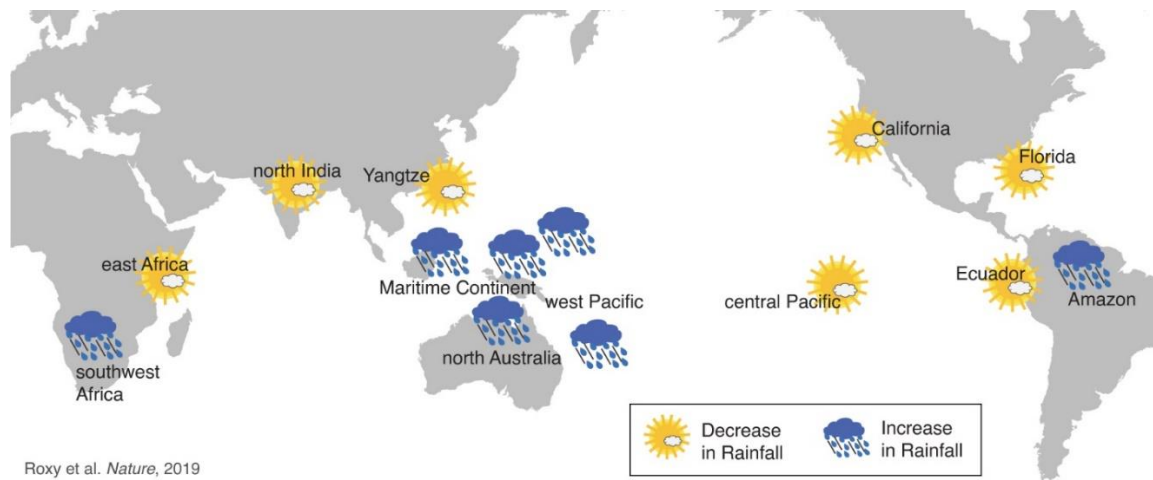 California
Florida
north India
Yangtze
east Africa
Maritime Continent
west Pacific
central Pacific
Ecuador
Amazon
north Australia
southwest
Africa
Decrease
in Rainfall
Increase
in Rainfall
Roxy et al. Nature, 2019